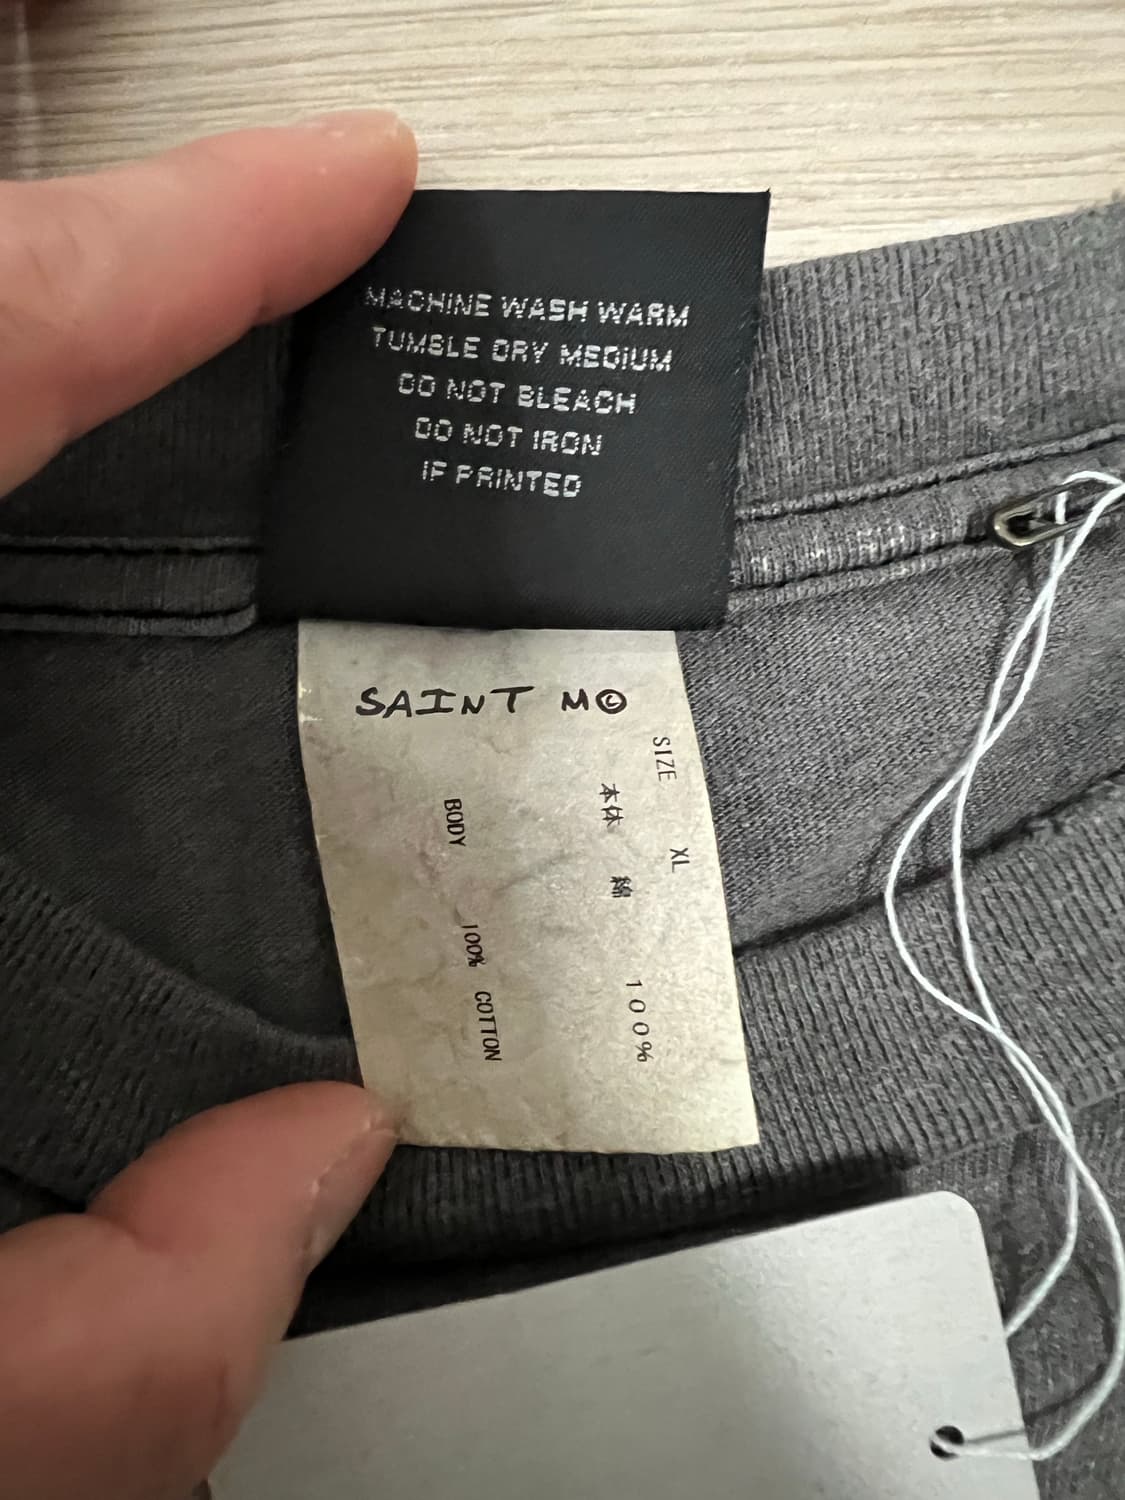 MACHINE WASH WARM
TUMBLE DRY MEDIUM
DO NOT BLEACH
DO NOT IRON
IF PRINTED
SAINT M©
SIZE XL
本体 綿 100%
BODY 100% COTTON